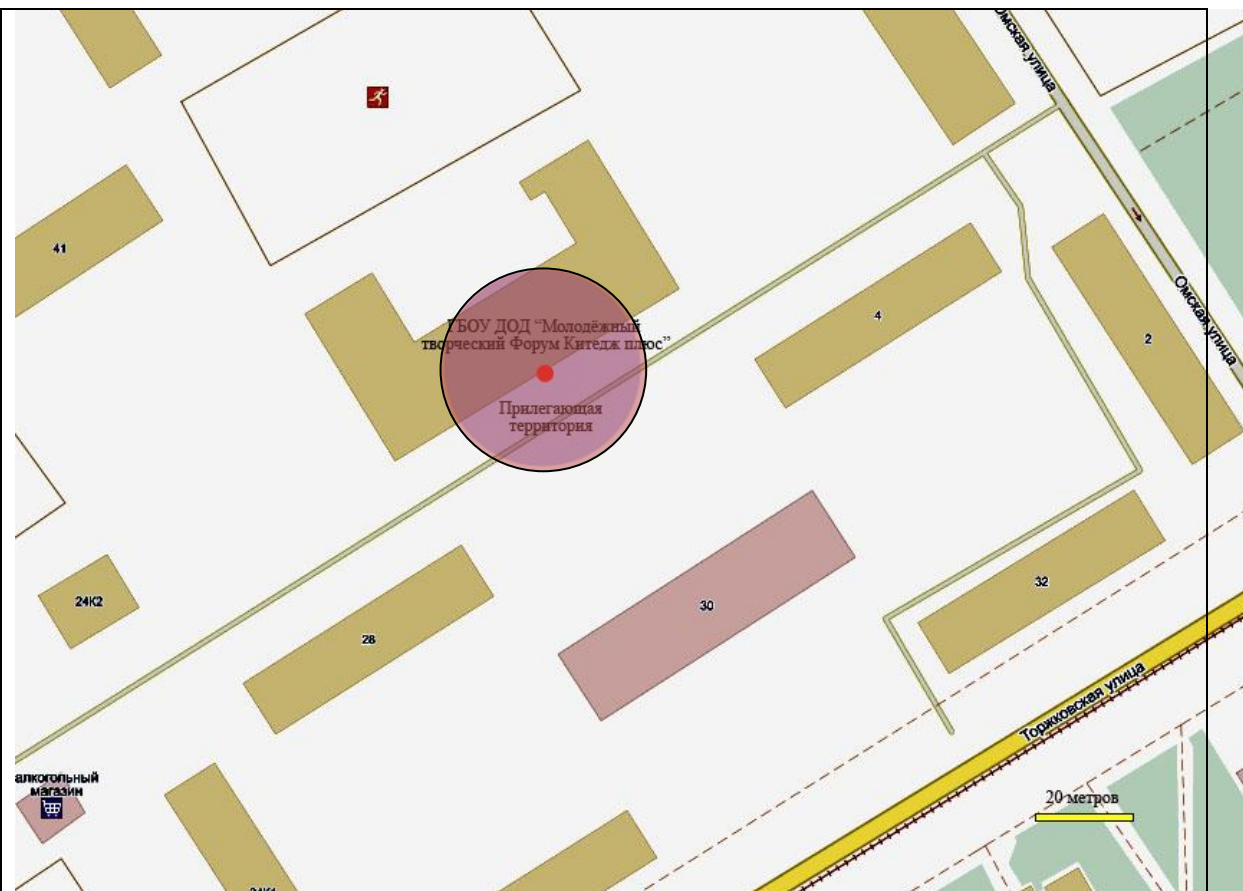 Омская улица
41
ГБОУ ДОД “Молодёжный
творческий Форум Китедж плюс”
4
2
Омская улица
Прилегающая
территория
24К2
28
30
32
Торжковская улица
алкогольный
магазин
20 метров